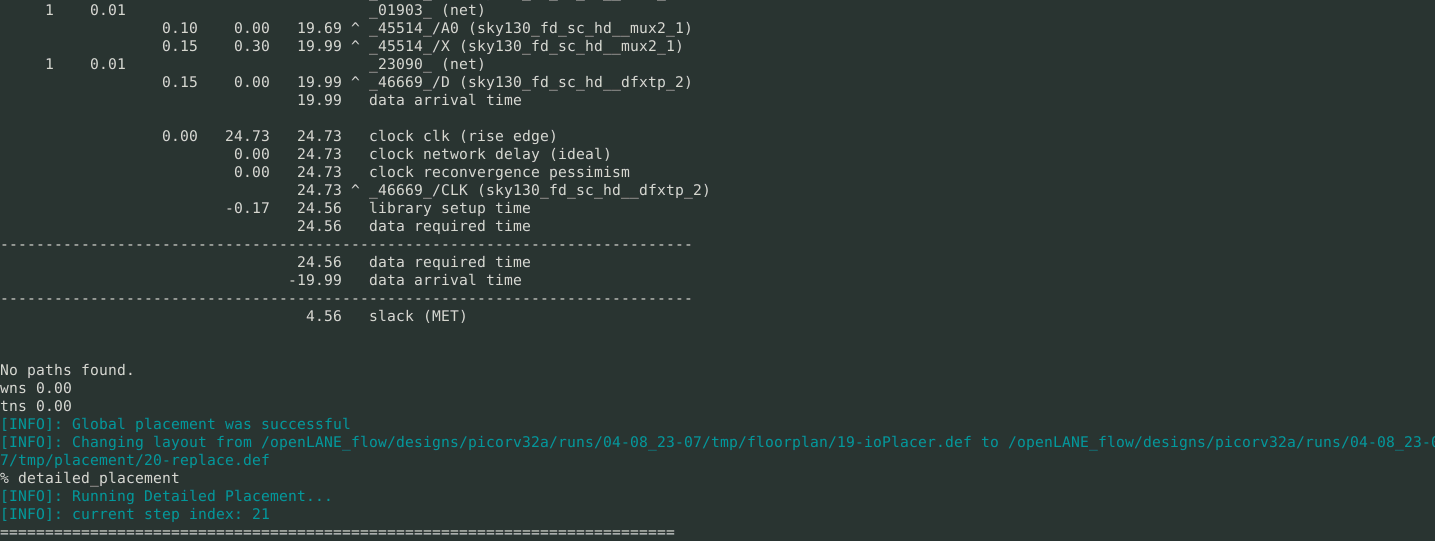 1    0.01                           _01903_ (net)
                  0.10    0.00   19.69 ^ _45514_/A0 (sky130_fd_sc_hd__mux2_1)
                  0.15    0.30   19.99 ^ _45514_/X (sky130_fd_sc_hd__mux2_1)
     1    0.01                           _23090_ (net)
                  0.15    0.00   19.99 ^ _46669_/D (sky130_fd_sc_hd__dfxtp_2)
                                 19.99   data arrival time

                  0.00   24.73   24.73   clock clk (rise edge)
                          0.00   24.73   clock network delay (ideal)
                          0.00   24.73   clock reconvergence pessimism
                                 24.73 ^ _46669_/CLK (sky130_fd_sc_hd__dfxtp_2)
                         -0.17   24.56   library setup time
                                 24.56   data required time
-----------------------------------------------------------------------------
                                 24.56   data required time
                                -19.99   data arrival time
-----------------------------------------------------------------------------
                                  4.56   slack (MET)

No paths found.
wns 0.00
tns 0.00
[INFO]: Global placement was successful
[INFO]: Changing layout from /openLANE_flow/designs/picorv32a/runs/04-08_23-07/tmp/floorplan/19-ioPlacer.def to /openLANE_flow/designs/picorv32a/runs/04-08_23-0
7/tmp/placement/20-replace.def
% detailed_placement
[INFO]: Running Detailed Placement...
[INFO]: current step index: 21
===========================================================================